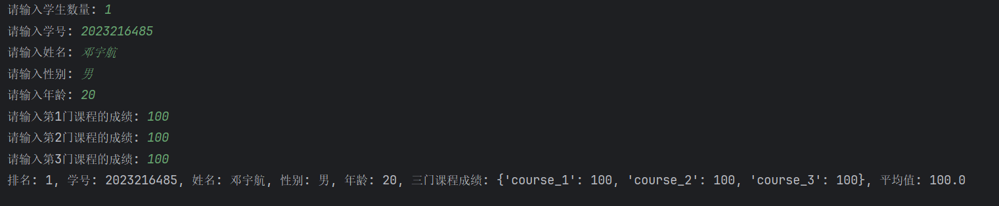 请输入学生数量: 1
请输入学号: 2023216485
请输入姓名: 邓宇航
请输入性别: 男
请输入年龄: 20
请输入第1门课程的成绩: 100
请输入第2门课程的成绩: 100
请输入第3门课程的成绩: 100
排名: 1, 学号: 2023216485, 姓名: 邓宇航, 性别: 男, 年龄: 20, 三门课程成绩: {'course_1': 100, 'course_2': 100, 'course_3': 100}, 平均值: 100.0